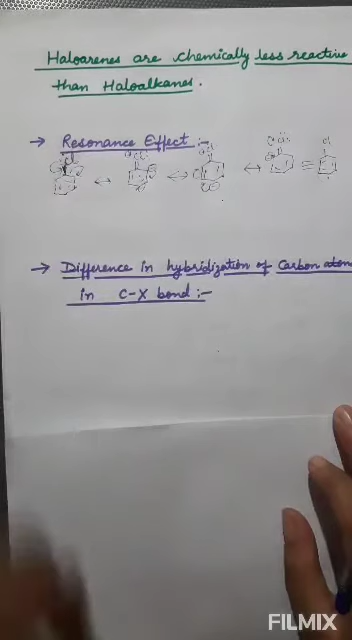 Haloarenes are chemically less reactive
than Haloalkanes.
→ Resonance Effect :-
→ Difference in hybridization of Carbon atom
in C-X bond :-
FILMIX